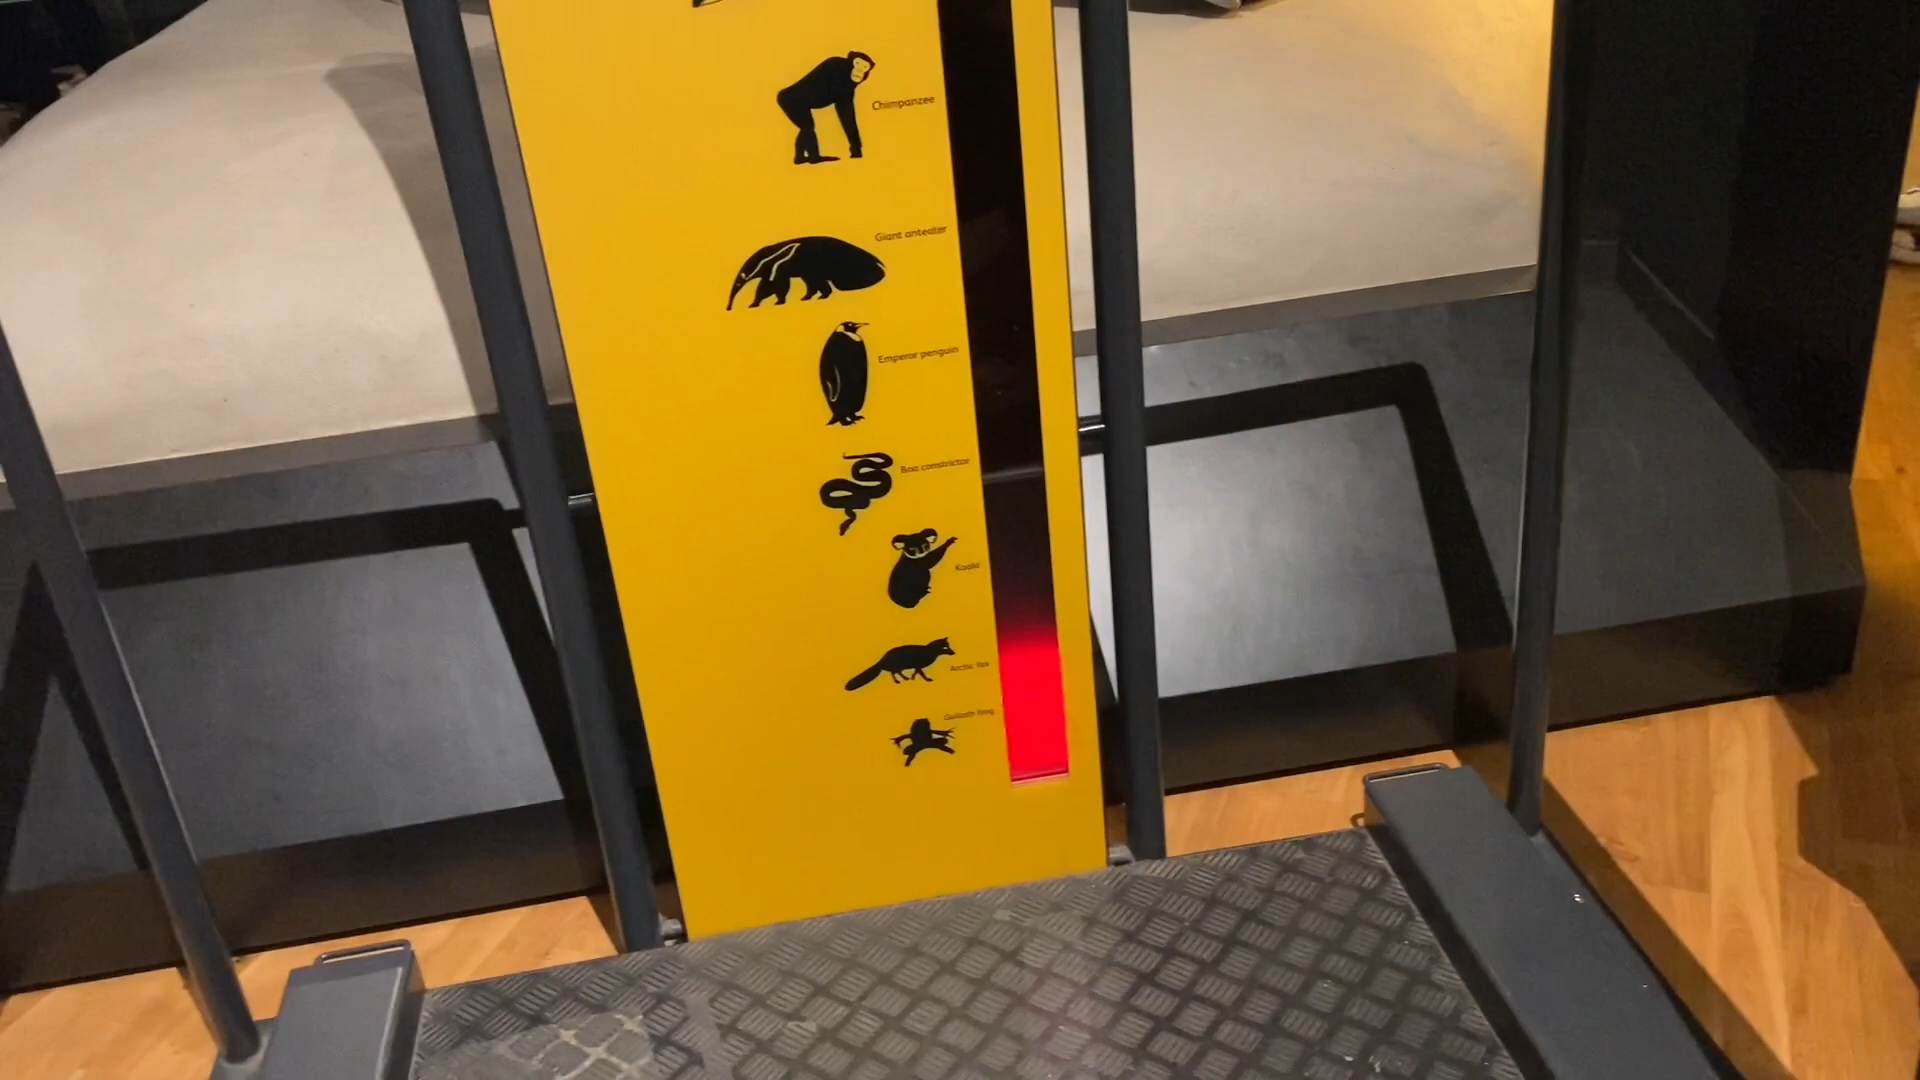 Chimpanzee
Giant anteater
Emperor penguin
Boa constrictor
Koala
Arctic fox
Goliath frog